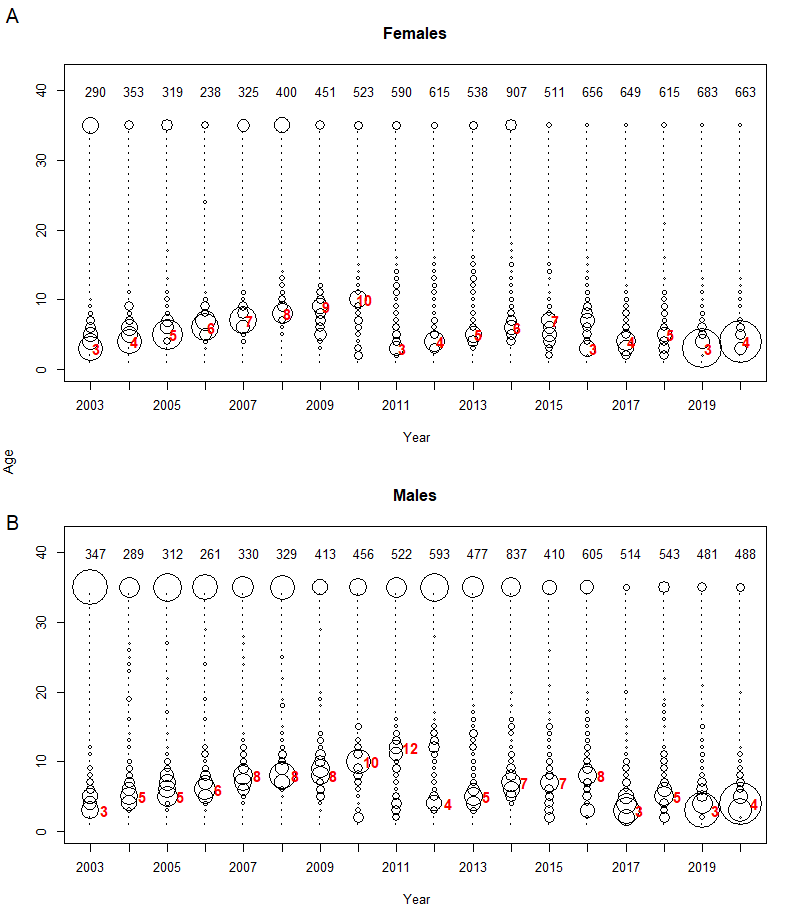 A
Females
40 290 353 319 238 325 400 451 523 590 615 538 907 511 656 649 615 683 663
30
20
10 10
9 8 7 7 6 6 5 5 5 4 4 4 4 3 3 3 3
0
2003 2005 2007 2009 2011 2013 2015 2017 2019
Year
Age
Males
B
40 347 289 312 261 330 329 413 456 522 593 477 837 410 605 514 543 481 488
30
20
10 12 10
8 8 8 8 7 7 6 5 5 5 5 4 4 3 3 3
0
2003 2005 2007 2009 2011 2013 2015 2017 2019
Year